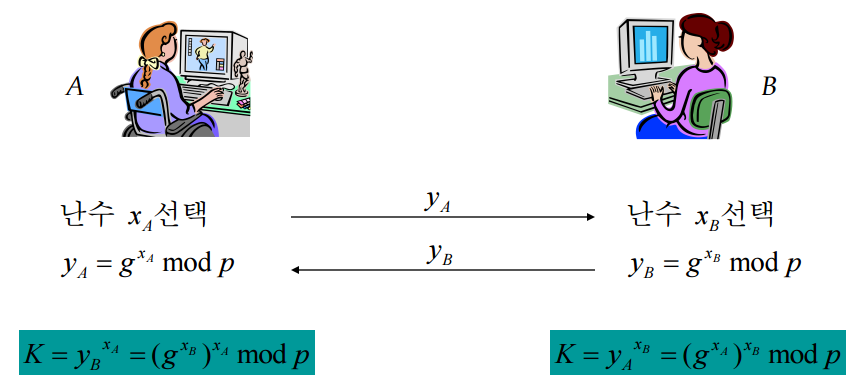 A
B
난수 x_A선택
y_A
난수 x_B선택
y_A = g^{x_A} mod p
y_B
y_B = g^{x_B} mod p
K = y_B^{x_A} = (g^{x_B})^{x_A} mod p
K = y_A^{x_B} = (g^{x_A})^{x_B} mod p